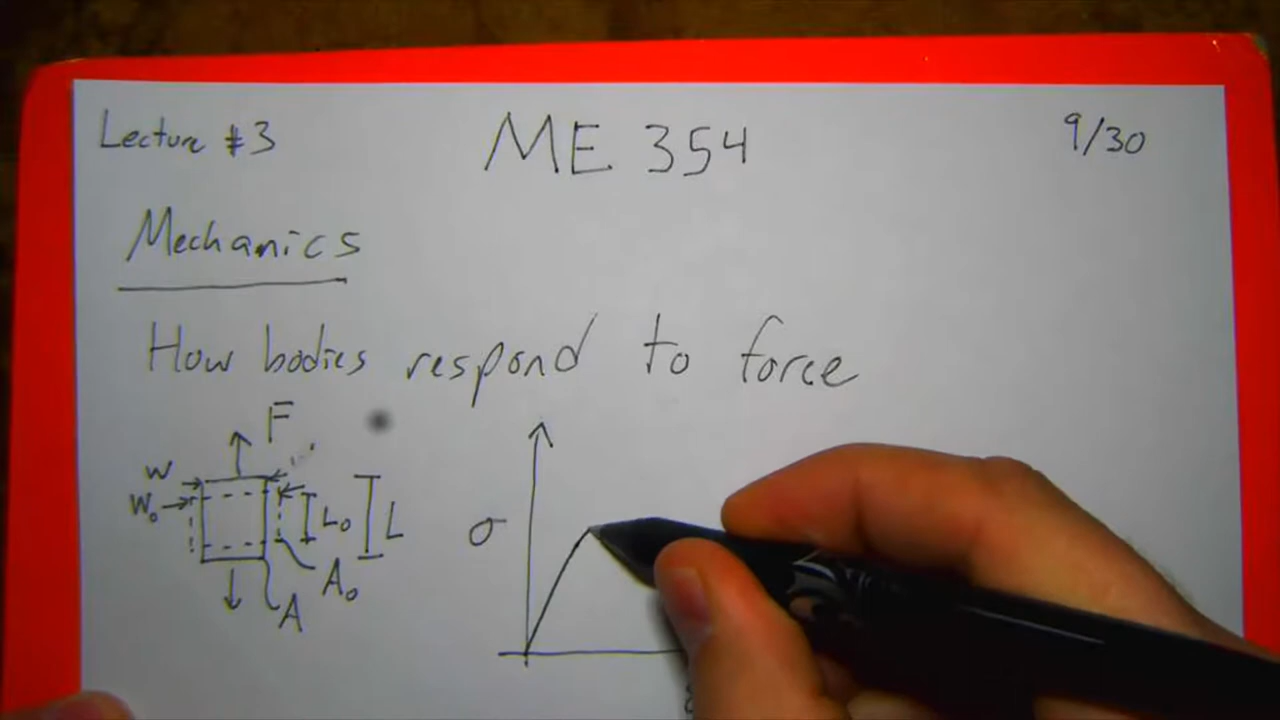 Lecture #3
ME 354
9/30
Mechanics
How bodies respond to force
F
W
W₀
L₀
L
A₀
A
σ